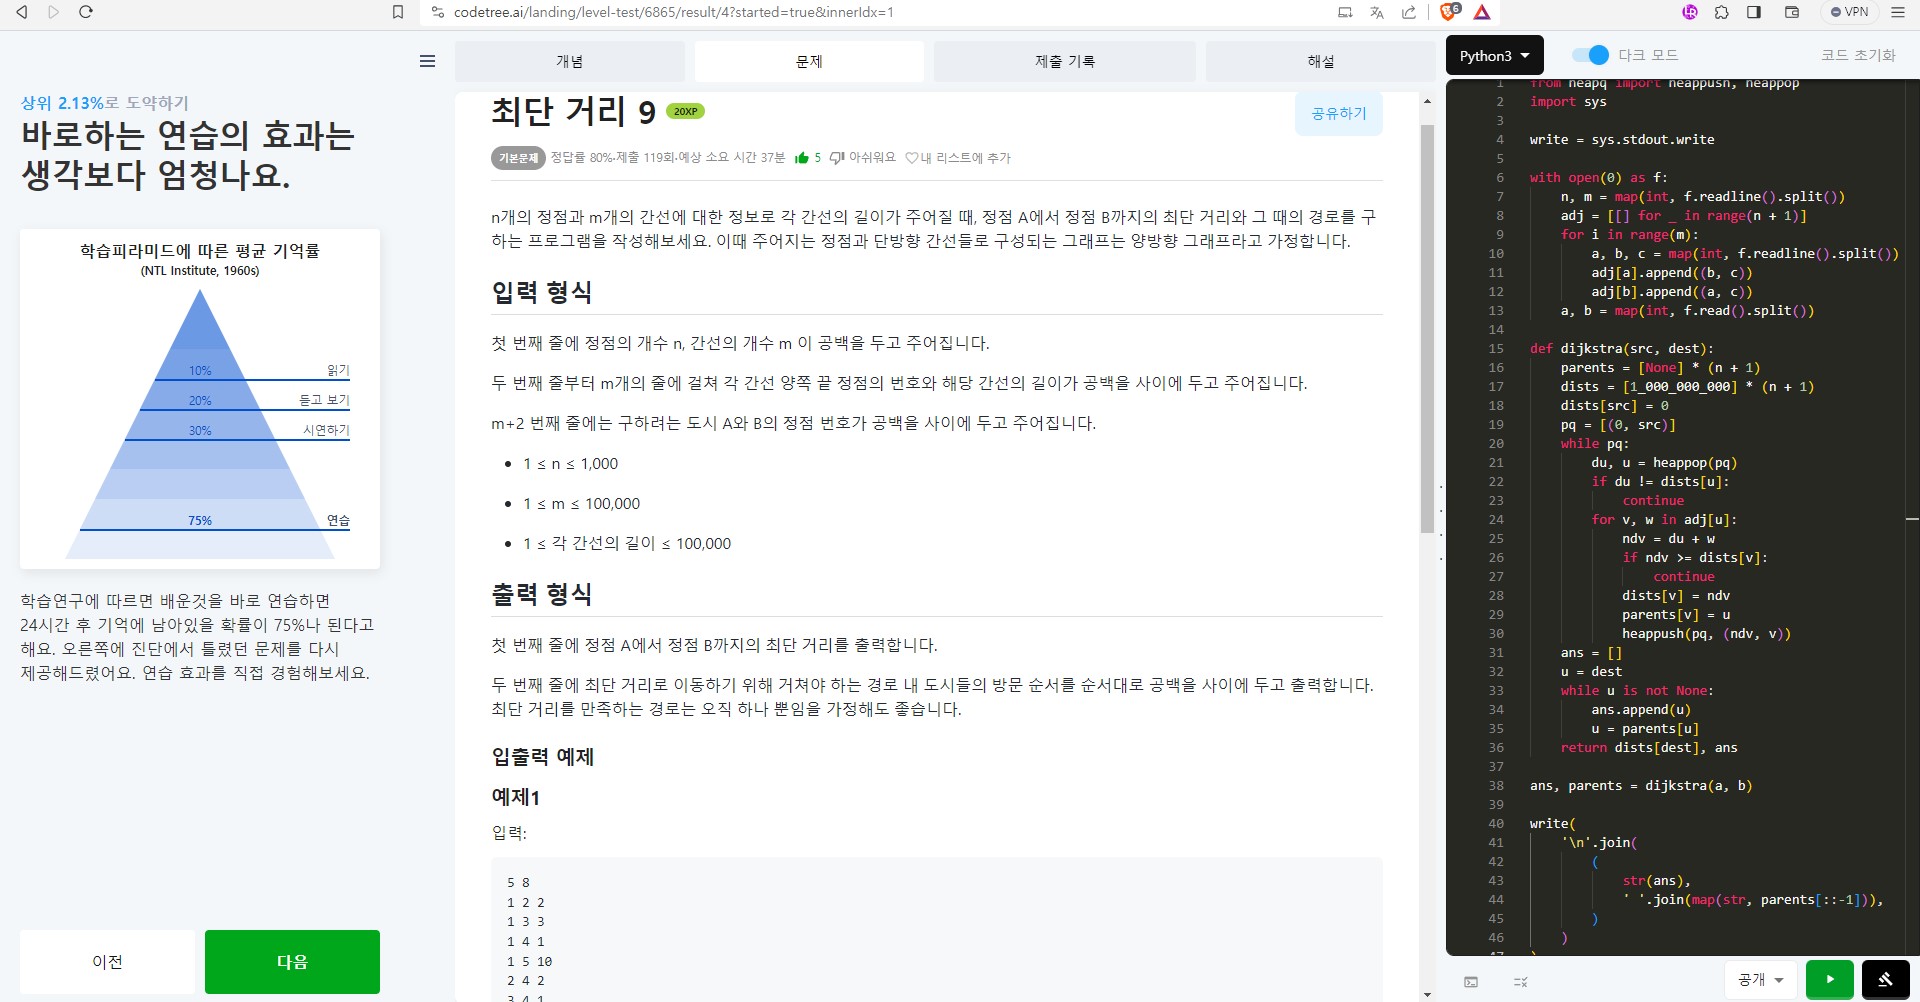 codetree.ai/landing/level-test/6865/result/4?started=true&innerIdx=1
6
VPN
상위 2.13%로 도약하기
바로하는 연습의 효과는
생각보다 엄청나요.
학습피라미드에 따른 평균 기억률
(NTL Institute, 1960s)
10% 읽기
20% 듣고 보기
30% 시연하기
75% 연습
학습연구에 따르면 배운것을 바로 연습하면
24시간 후 기억에 남아있을 확률이 75%나 된다고
해요. 오른쪽에 진단에서 틀렸던 문제를 다시
제공해드렸어요. 연습 효과를 직접 경험해보세요.
이전
다음
개념
문제
제출 기록
해설
최단 거리 9 20XP
공유하기
기본문제 정답률 80%·제출 119회·예상 소요 시간 37분 5 아쉬워요 내 리스트에 추가
n개의 정점과 m개의 간선에 대한 정보로 각 간선의 길이가 주어질 때, 정점 A에서 정점 B까지의 최단 거리와 그 때의 경로를 구
하는 프로그램을 작성해보세요. 이때 주어지는 정점과 단방향 간선들로 구성되는 그래프는 양방향 그래프라고 가정합니다.
입력 형식
첫 번째 줄에 정점의 개수 n, 간선의 개수 m 이 공백을 두고 주어집니다.
두 번째 줄부터 m개의 줄에 걸쳐 각 간선 양쪽 끝 정점의 번호와 해당 간선의 길이가 공백을 사이에 두고 주어집니다.
m+2 번째 줄에는 구하려는 도시 A와 B의 정점 번호가 공백을 사이에 두고 주어집니다.
• 1 ≤ n ≤ 1,000
• 1 ≤ m ≤ 100,000
• 1 ≤ 각 간선의 길이 ≤ 100,000
출력 형식
첫 번째 줄에 정점 A에서 정점 B까지의 최단 거리를 출력합니다.
두 번째 줄에 최단 거리로 이동하기 위해 거쳐야 하는 경로 내 도시들의 방문 순서를 순서대로 공백을 사이에 두고 출력합니다.
최단 거리를 만족하는 경로는 오직 하나 뿐임을 가정해도 좋습니다.
입출력 예제
예제1
입력:
5 8
1 2 2
1 3 3
1 4 1
1 5 10
2 4 2
3 4 1
Python3
다크 모드
코드 초기화
1 from heapq import heappush, heappop
2 import sys
3
4 write = sys.stdout.write
5
6 with open(0) as f:
7 n, m = map(int, f.readline().split())
8 adj = [[] for _ in range(n + 1)]
9 for i in range(m):
10 a, b, c = map(int, f.readline().split())
11 adj[a].append((b, c))
12 adj[b].append((a, c))
13 a, b = map(int, f.read().split())
14
15 def dijkstra(src, dest):
16 parents = [None] * (n + 1)
17 dists = [1_000_000_000] * (n + 1)
18 dists[src] = 0
19 pq = [(0, src)]
20 while pq:
21 du, u = heappop(pq)
22 if du != dists[u]:
23 continue
24 for v, w in adj[u]:
25 ndv = du + w
26 if ndv >= dists[v]:
27 continue
28 dists[v] = ndv
29 parents[v] = u
30 heappush(pq, (ndv, v))
31 ans = []
32 u = dest
33 while u is not None:
34 ans.append(u)
35 u = parents[u]
36 return dists[dest], ans
37
38 ans, parents = dijkstra(a, b)
39
40 write(
41 '\n'.join(
42 (
43 str(ans),
44 ' '.join(map(str, parents[::-1])),
45 )
46 )
47 )
공개